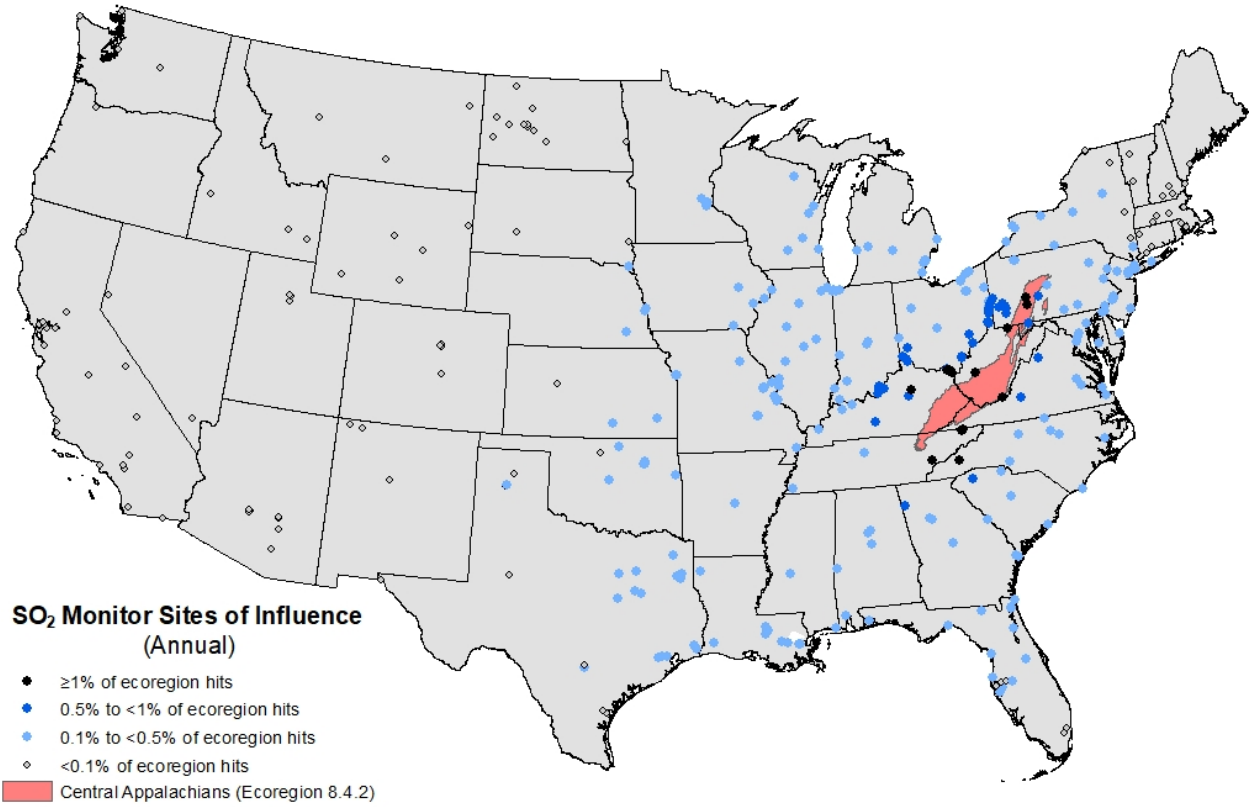 SO₂ Monitor Sites of Influence
(Annual)
≥1% of ecoregion hits
0.5% to <1% of ecoregion hits
0.1% to <0.5% of ecoregion hits
<0.1% of ecoregion hits
Central Appalachians (Ecoregion 8.4.2)